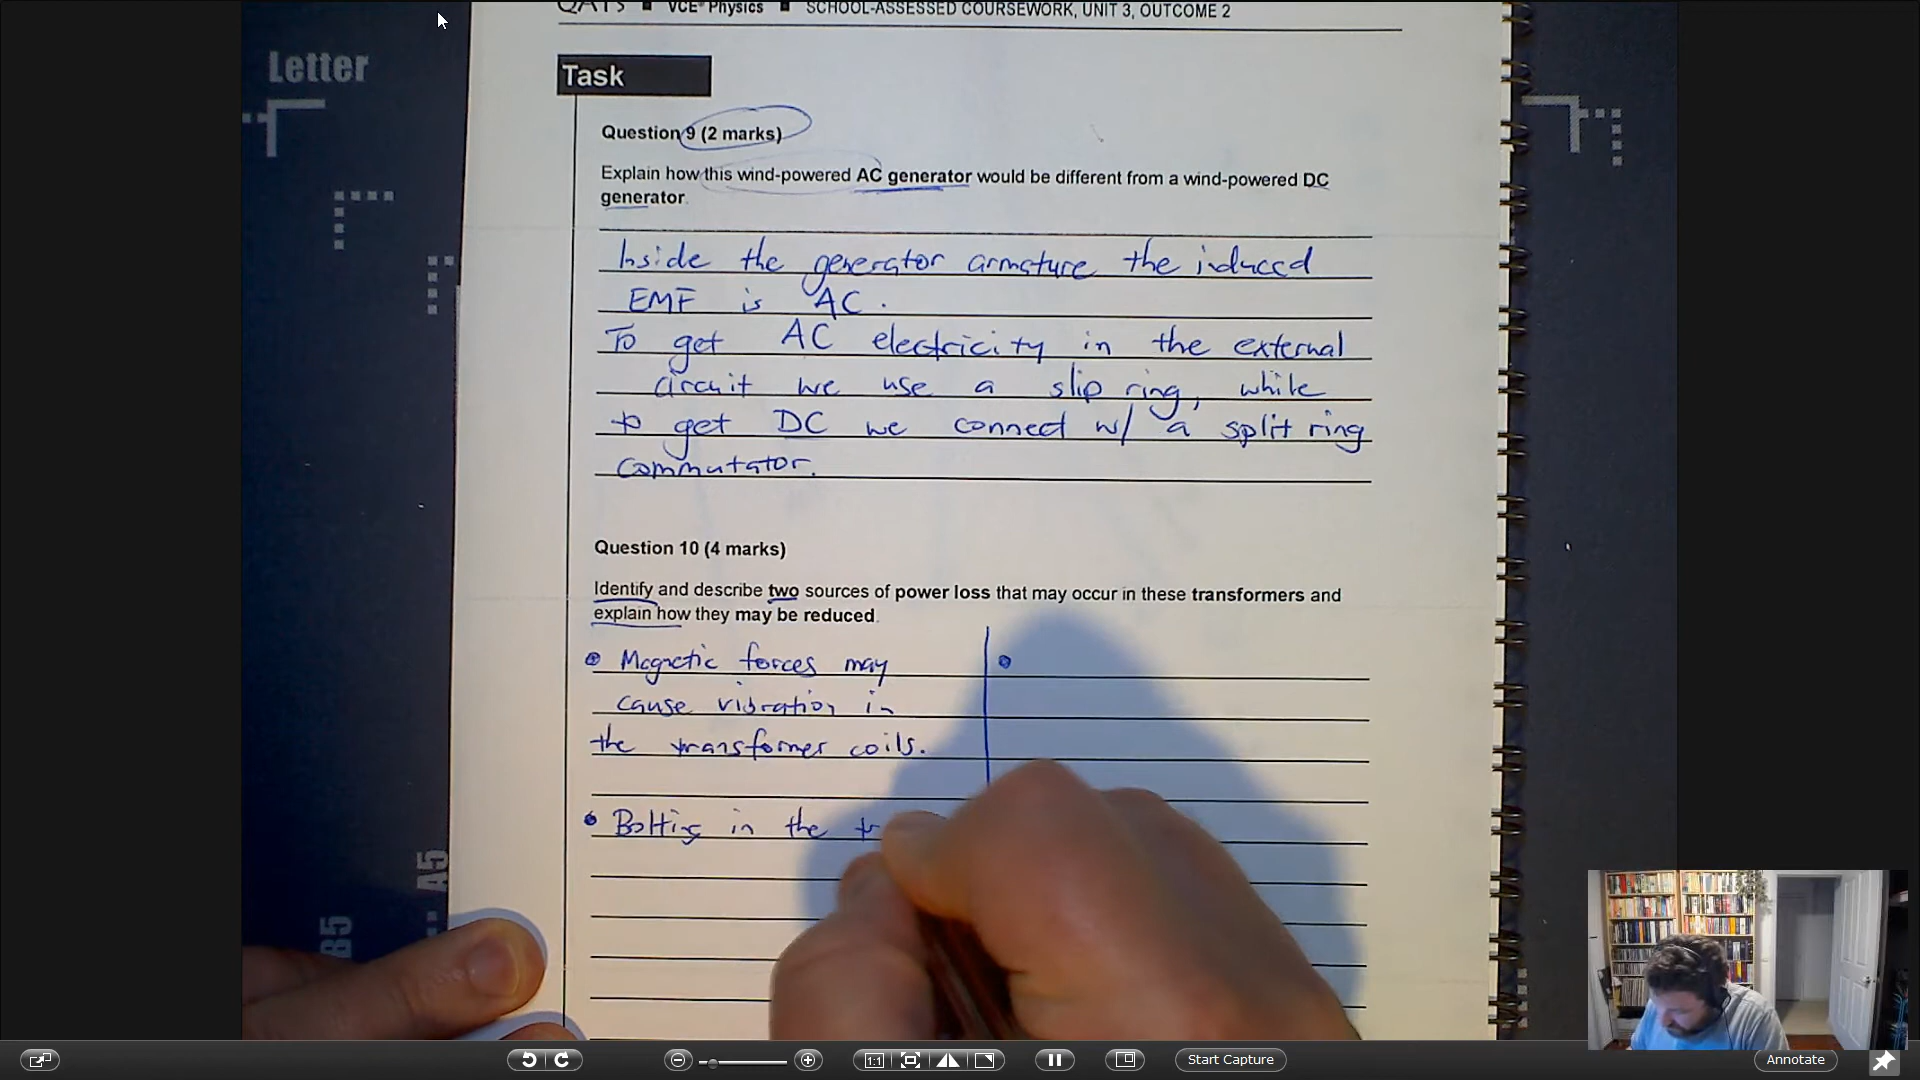 Letter
QATs ■ VCE® Physics ■ SCHOOL-ASSESSED COURSEWORK, UNIT 3, OUTCOME 2
Task
Question 9 (2 marks)
Explain how this wind-powered AC generator would be different from a wind-powered DC
generator.
Inside the generator armature the induced
EMF is AC.
To get AC electricity in the external
circuit we use a slip ring, while
to get DC we connect w/ a split ring
commutator.
Question 10 (4 marks)
Identify and describe two sources of power loss that may occur in these transformers and
explain how they may be reduced.
• Magnetic forces may
cause vibration in
the transformer coils.
•
• Bolting in the tr
A5
B5
1:1
Start Capture
Annotate